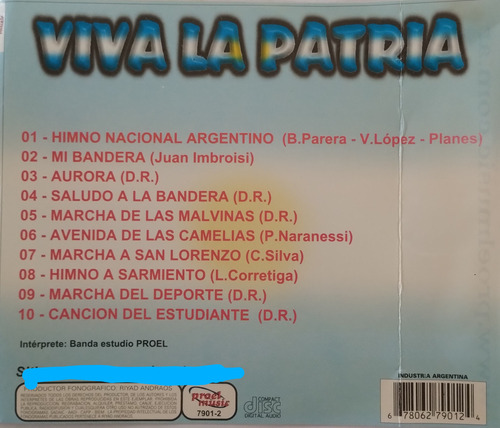 VIVA LA PATRIA
01 - HIMNO NACIONAL ARGENTINO (B.Parera - V.López - Planes)
02 - MI BANDERA (Juan Imbroisi)
03 - AURORA (D.R.)
04 - SALUDO A LA BANDERA (D.R.)
05 - MARCHA DE LAS MALVINAS (D.R.)
06 - AVENIDA DE LAS CAMELIAS (P.Naranessi)
07 - MARCHA A SAN LORENZO (C.Silva)
08 - HIMNO A SARMIENTO (L.Corretiga)
09 - MARCHA DEL DEPORTE (D.R.)
10 - CANCION DEL ESTUDIANTE (D.R.)
Intérprete: Banda estudio PROEL
PRODUCTOR FONOGRAFICO: RIYAD ANDRAOS
proel
music
7901-2
COMPACT
disc
DIGITAL AUDIO
INDUSTRIA ARGENTINA
6 78062 79012 4